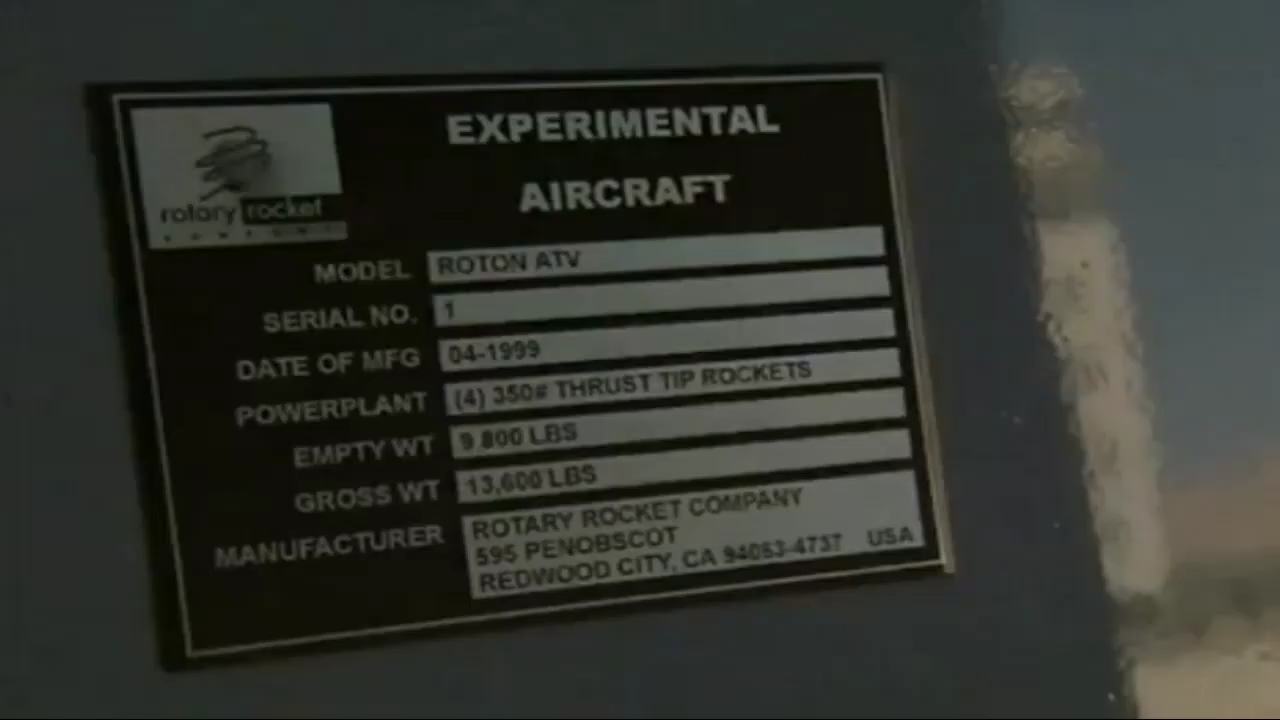 rotary rocket
COMPANY
EXPERIMENTAL
AIRCRAFT
MODEL ROTON ATV
SERIAL NO. 1
DATE OF MFG 04-1999
POWERPLANT (4) 350# THRUST TIP ROCKETS
EMPTY WT 9,800 LBS
GROSS WT 13,600 LBS
MANUFACTURER ROTARY ROCKET COMPANY
595 PENOBSCOT
REDWOOD CITY, CA 94063-4737 USA